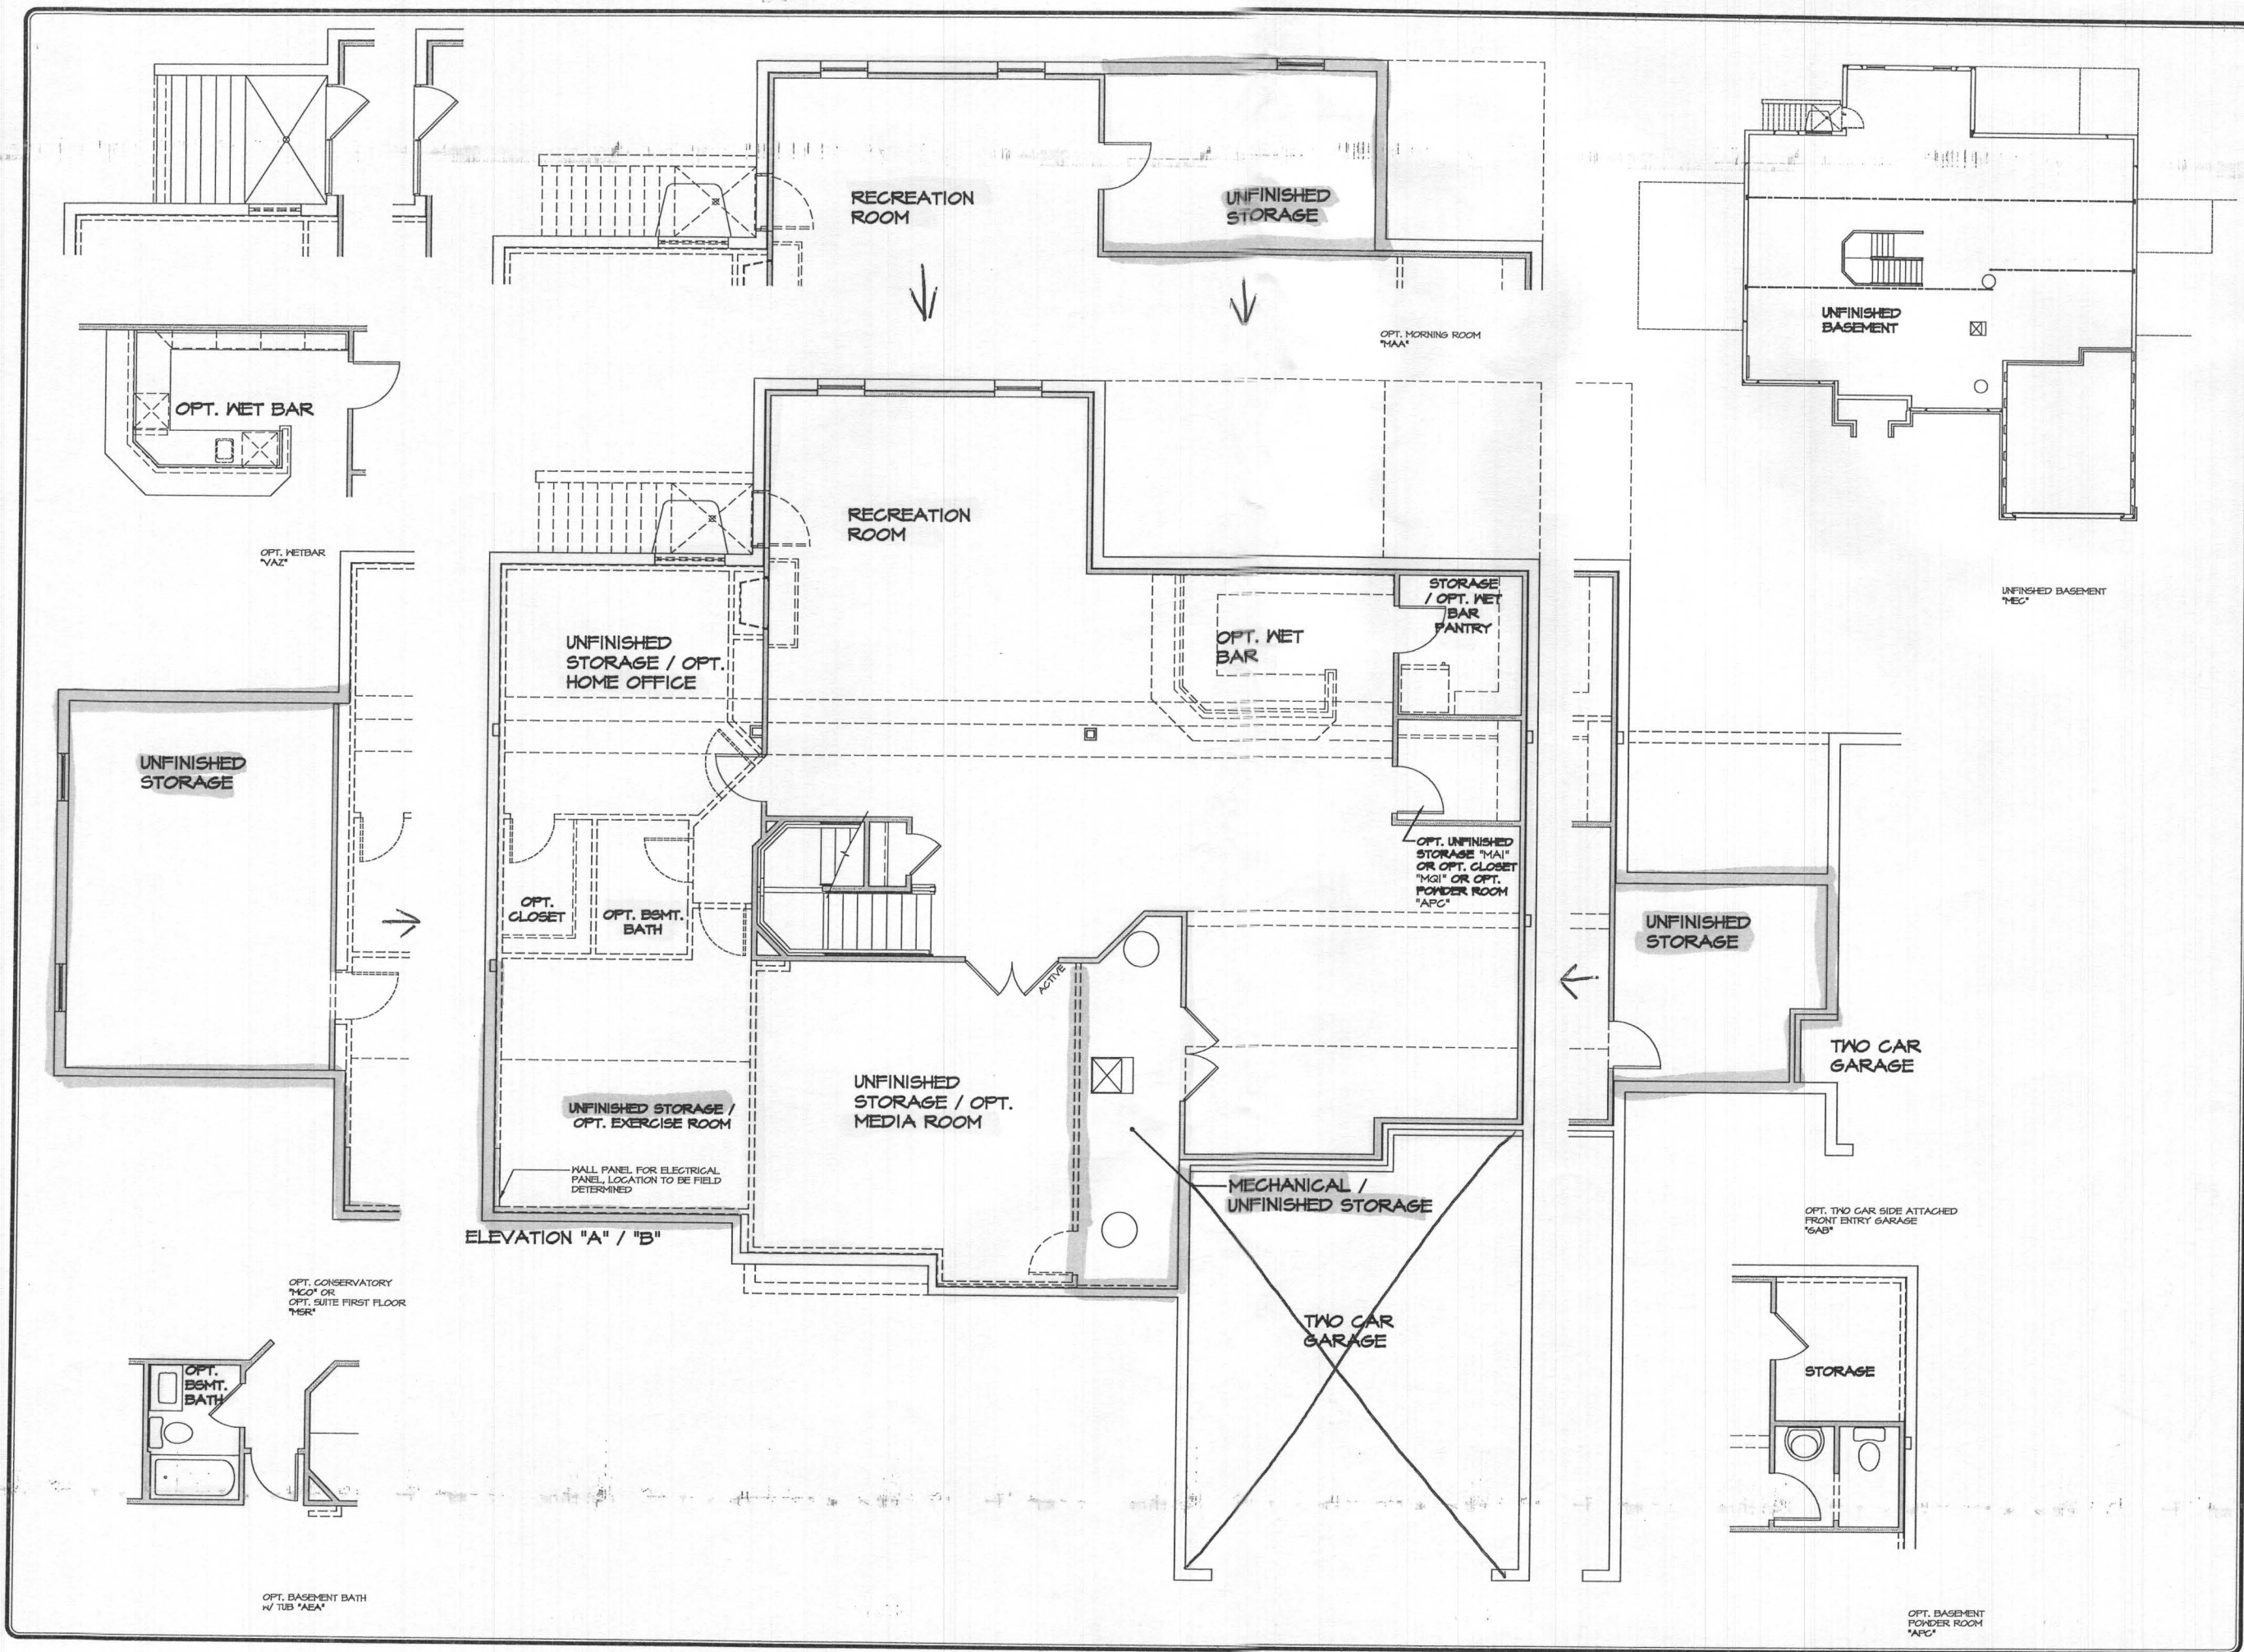 RECREATION
ROOM
UNFINISHED
STORAGE
OPT. MORNING ROOM
"MAA"
UNFINISHED
BASEMENT
UNFINSHED BASEMENT
"MEC"
OPT. WET BAR
OPT. WETBAR
"VAZ"
RECREATION
ROOM
UNFINISHED
STORAGE / OPT.
HOME OFFICE
OPT. WET
BAR
STORAGE
/ OPT. WET
BAR
PANTRY
UNFINISHED
STORAGE
OPT. UNFINISHED
STORAGE "MAI"
OR OPT. CLOSET
"MQI" OR OPT.
POWDER ROOM
"APC"
OPT.
CLOSET
OPT. BSMT.
BATH
ACTIVE
UNFINISHED
STORAGE
TWO CAR
GARAGE
UNFINISHED STORAGE /
OPT. EXERCISE ROOM
UNFINISHED
STORAGE / OPT.
MEDIA ROOM
WALL PANEL FOR ELECTRICAL
PANEL, LOCATION TO BE FIELD
DETERMINED
MECHANICAL /
UNFINISHED STORAGE
ELEVATION "A" / "B"
OPT. TWO CAR SIDE ATTACHED
FRONT ENTRY GARAGE
"GAB"
OPT. CONSERVATORY
"MCO" OR
OPT. SUITE FIRST FLOOR
"MSR"
TWO CAR
GARAGE
OPT.
BSMT.
BATH
STORAGE
OPT. BASEMENT BATH
W/ TUB "AEA"
OPT. BASEMENT
POWDER ROOM
"APC"